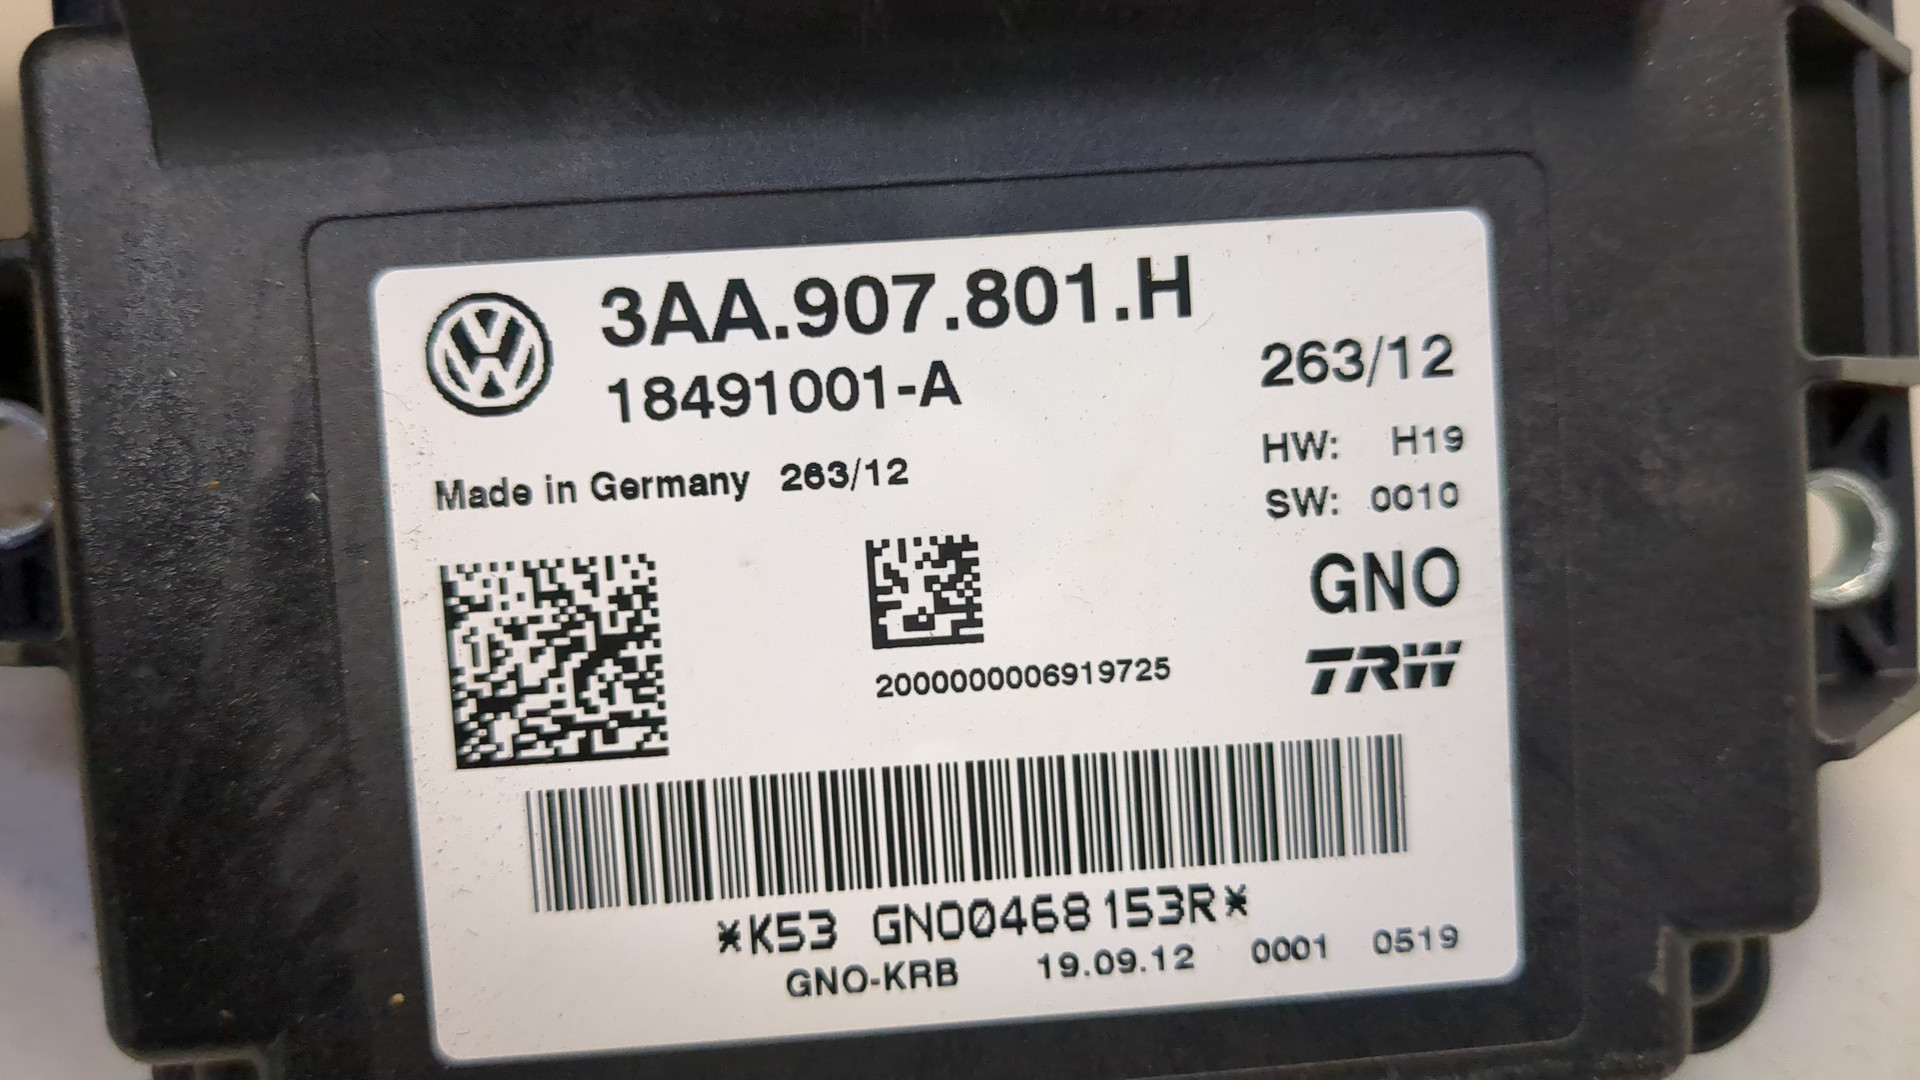 3AA.907.801.H
18491001-A
263/12
HW: H19
SW: 0010
Made in Germany 263/12
GNO
TRW
2000000006919725
*K53 GNO0468153R*
GNO-KRB 19.09.12 0001 0519